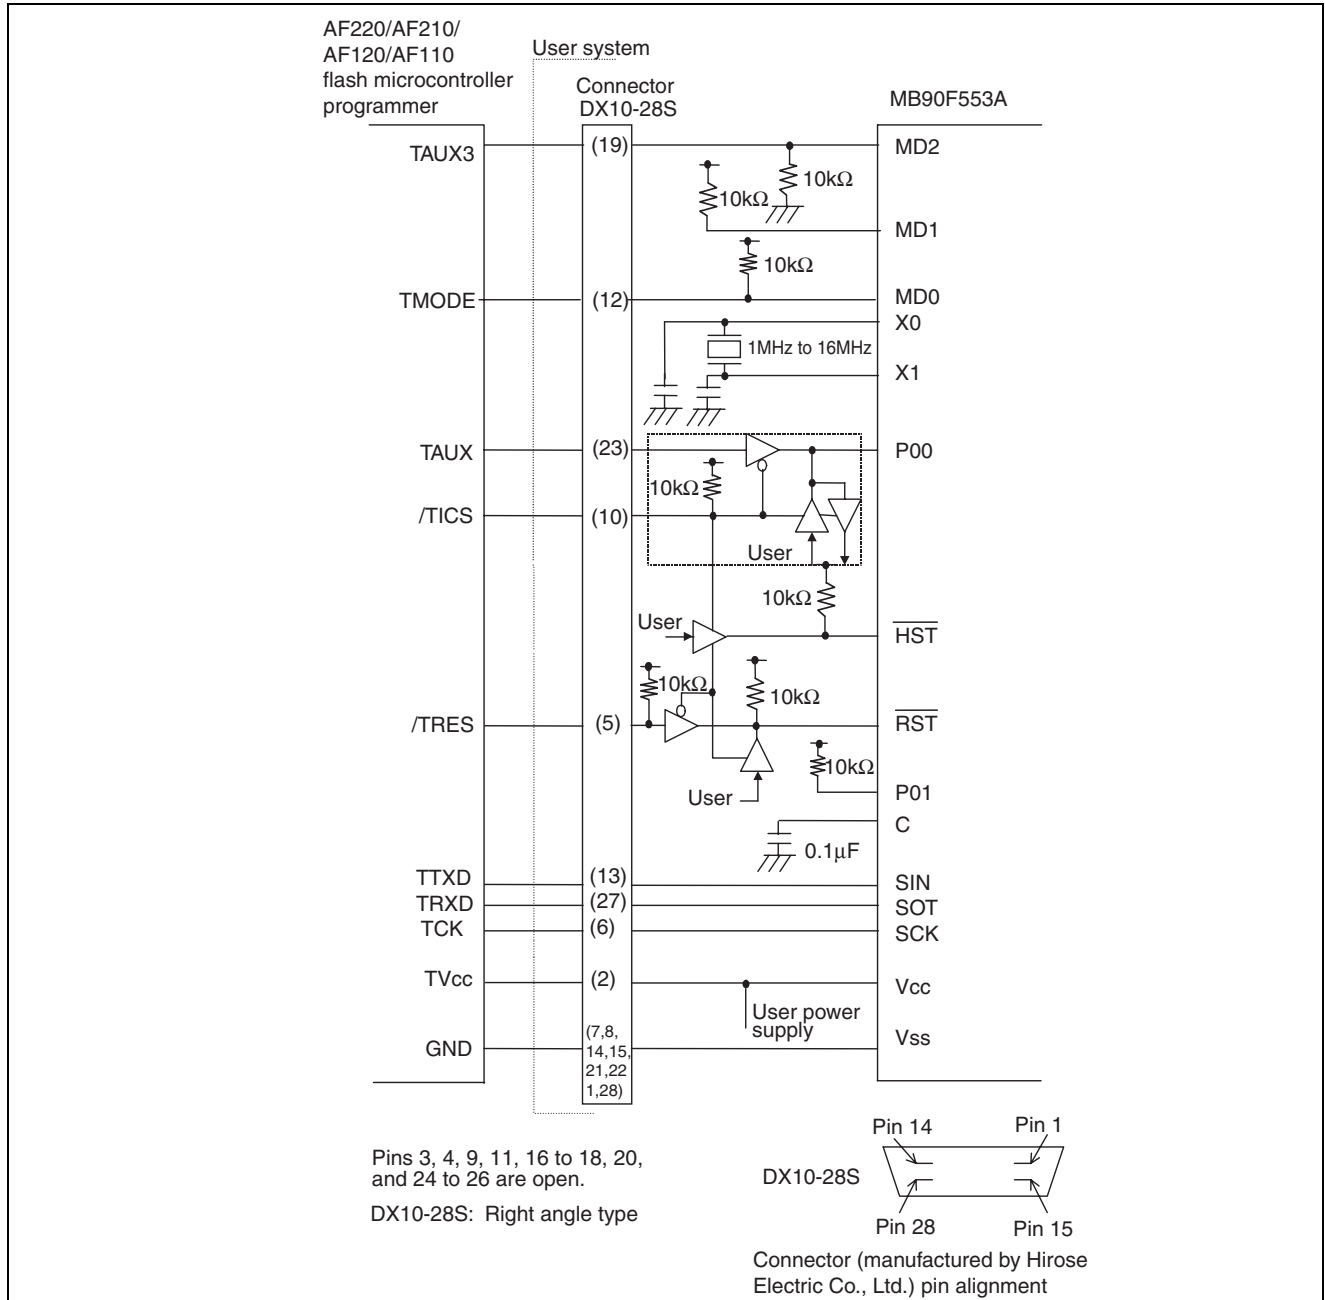 AF220/AF210/
AF120/AF110
flash microcontroller
programmer
User system
Connector
DX10-28S
MB90F553A
TAUX3
(19)
MD2
10kΩ
10kΩ
MD1
10kΩ
TMODE
(12)
MD0
X0
1MHz to 16MHz
X1
TAUX
(23)
P00
10kΩ
/TICS
(10)
User
10kΩ
User
HST
10kΩ
10kΩ
/TRES
(5)
RST
10kΩ
User
P01
C
0.1μF
TTXD
(13)
SIN
TRXD
(27)
SOT
TCK
(6)
SCK
TVcc
(2)
Vcc
User power
supply
GND
(7,8,
14,15,
21,22
1,28)
Vss
Pins 3, 4, 9, 11, 16 to 18, 20,
and 24 to 26 are open.
DX10-28S: Right angle type
Pin 14
Pin 1
DX10-28S
Pin 28
Pin 15
Connector (manufactured by Hirose
Electric Co., Ltd.) pin alignment